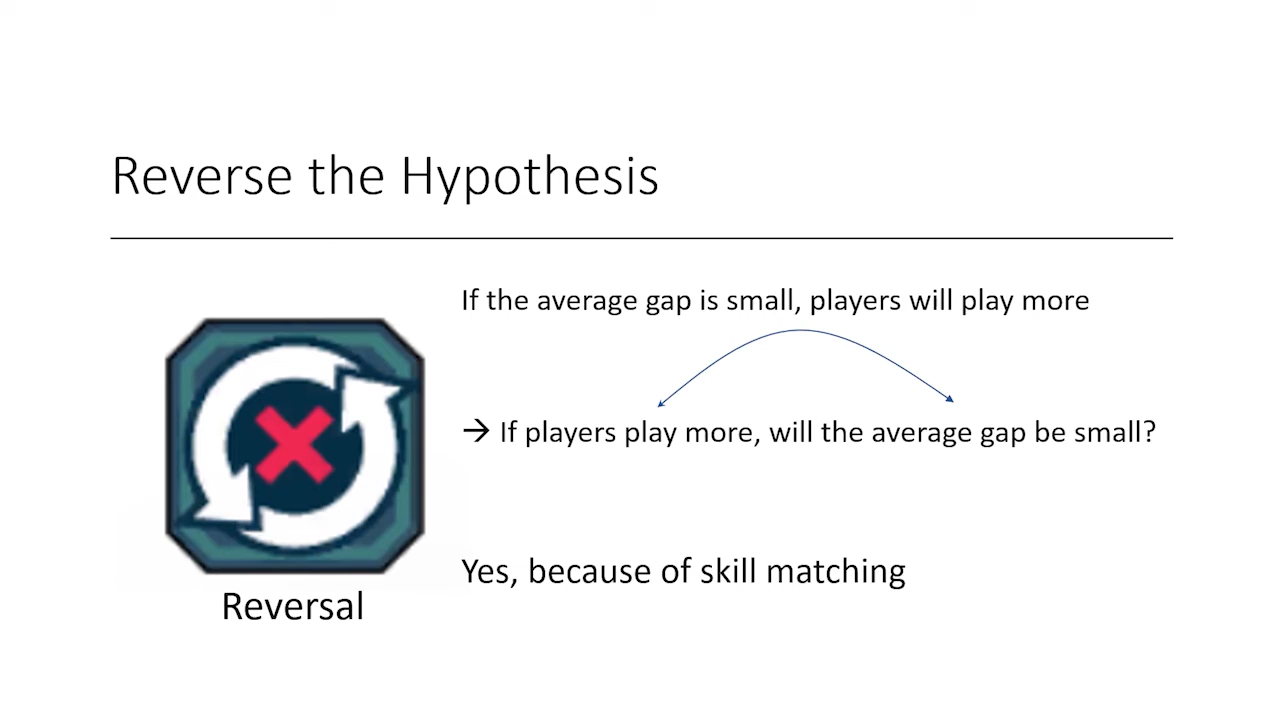 Reverse the Hypothesis
If the average gap is small, players will play more
→ If players play more, will the average gap be small?
Yes, because of skill matching
Reversal